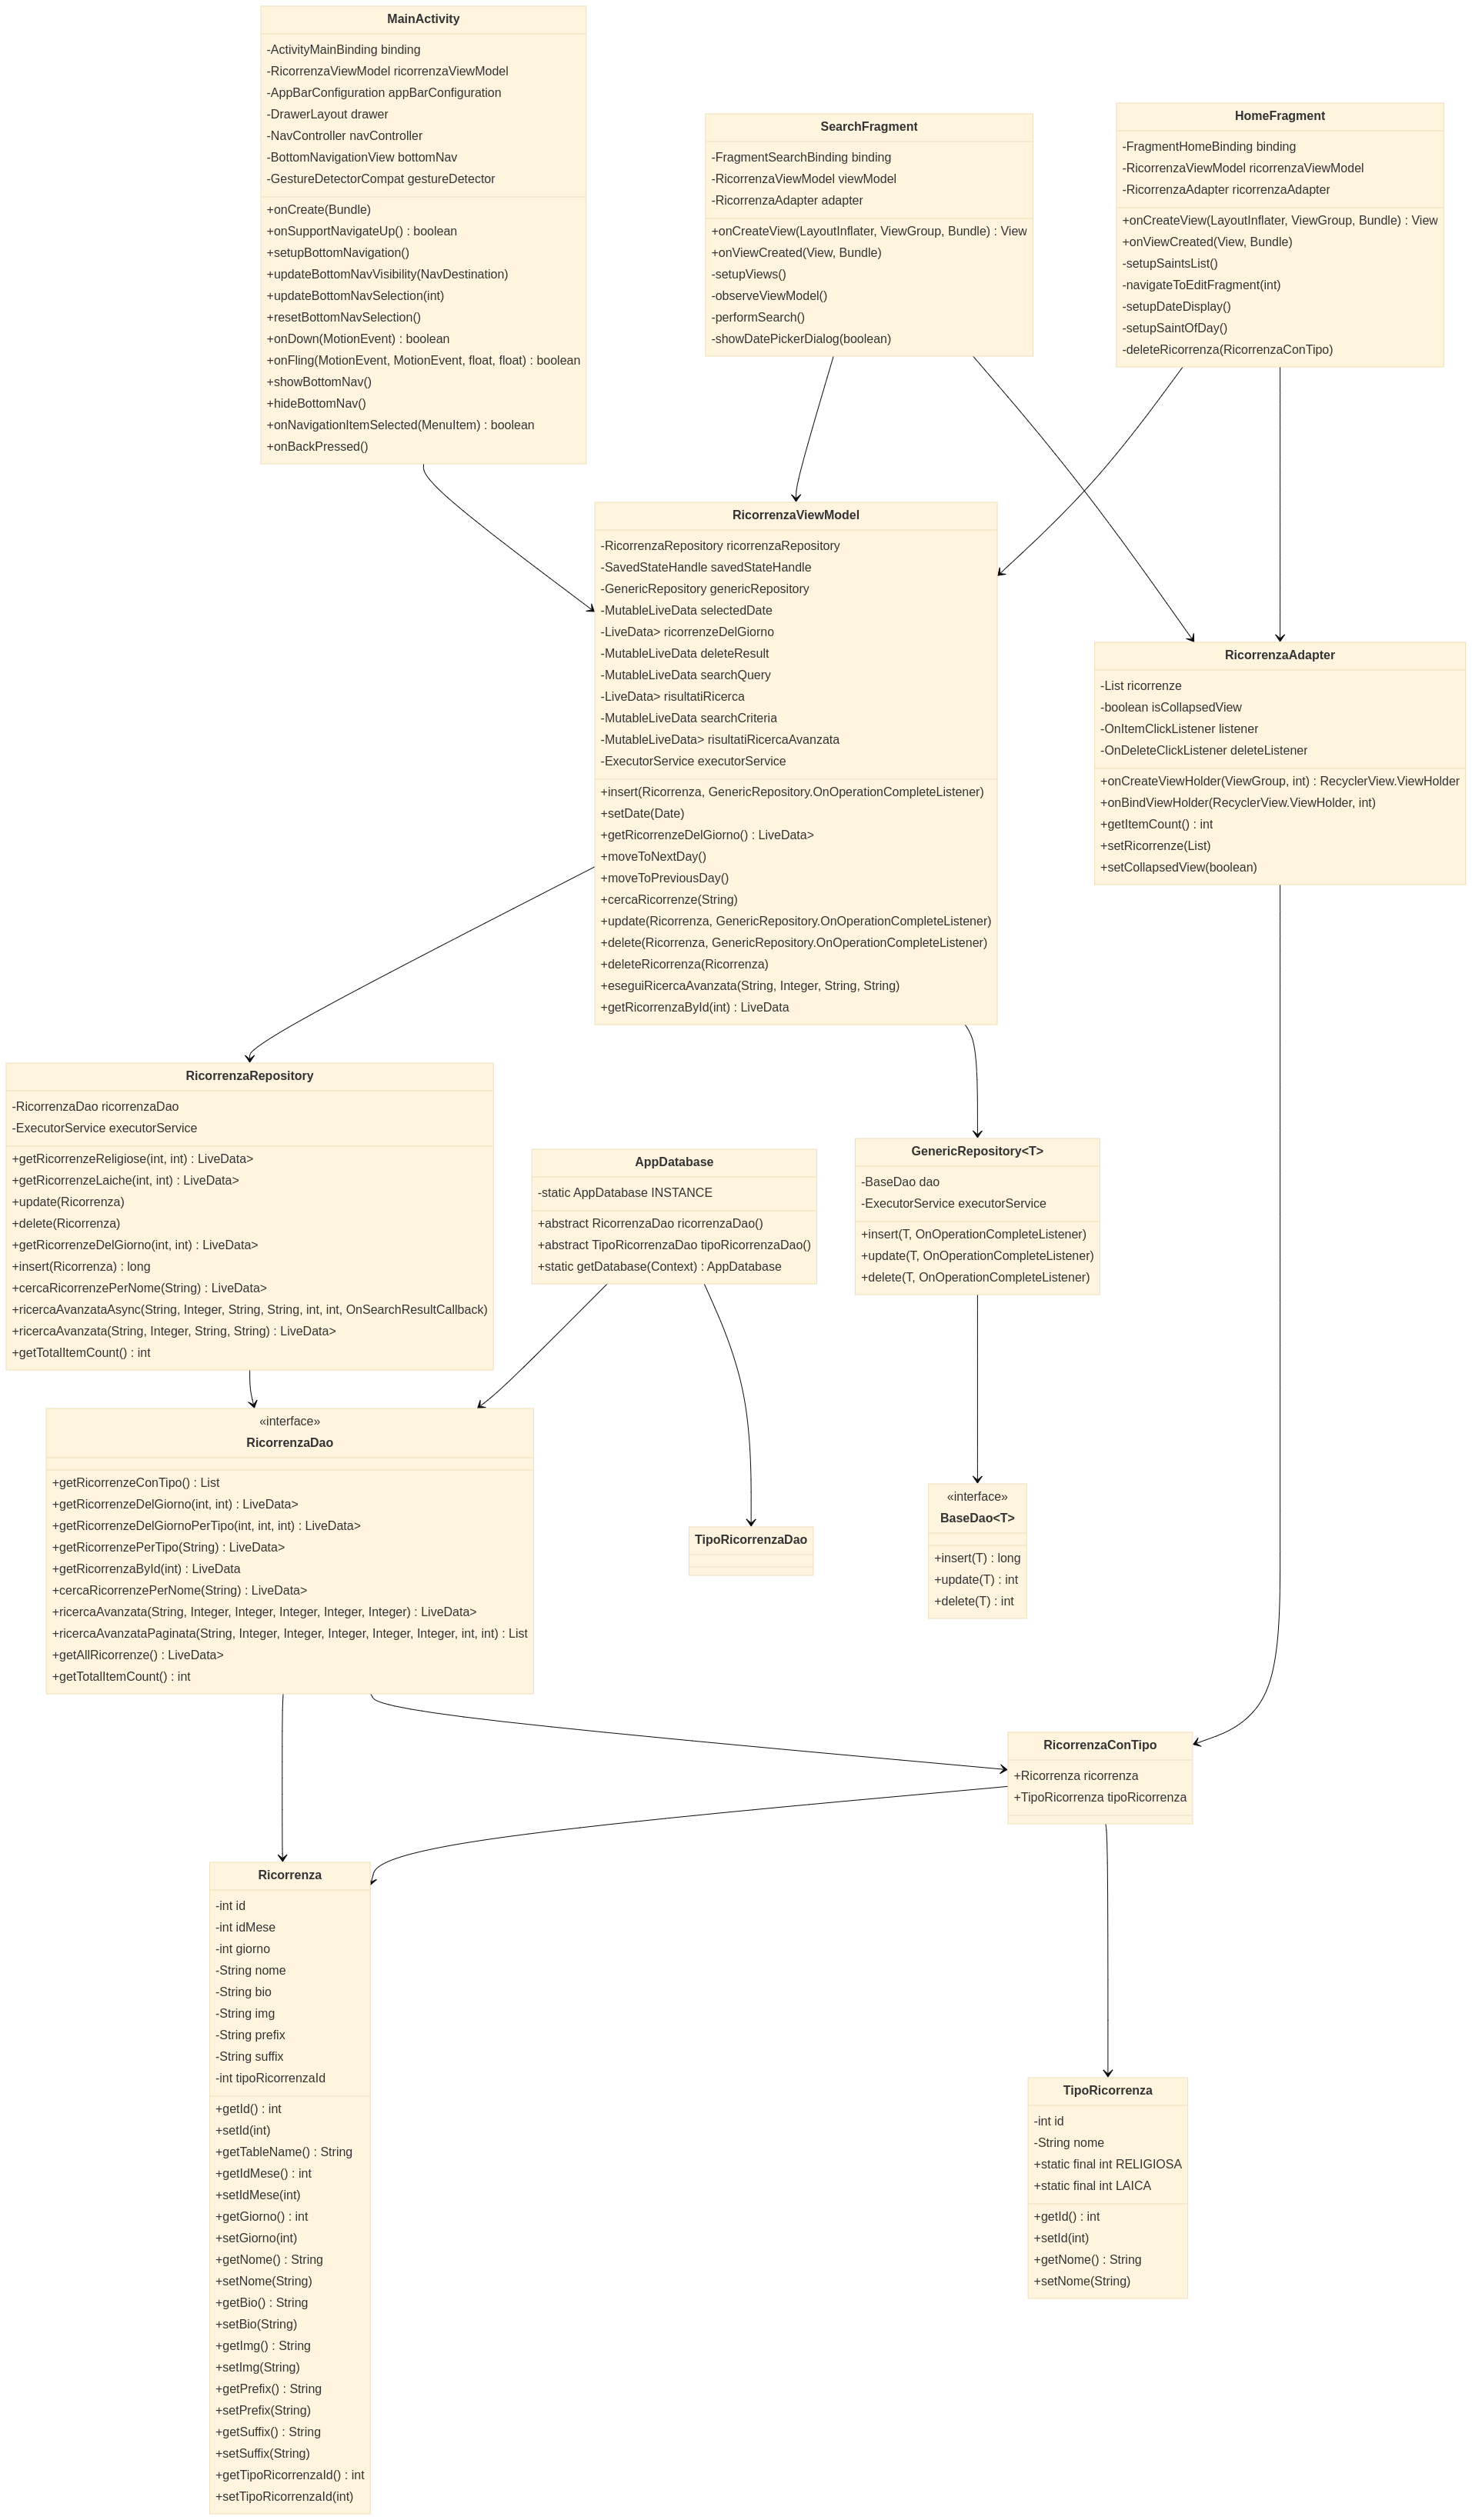 MainActivity
-ActivityMainBinding binding
-RicorrenzaViewModel ricorrenzaViewModel
-AppBarConfiguration appBarConfiguration
-DrawerLayout drawer
-NavController navController
-BottomNavigationView bottomNav
-GestureDetectorCompat gestureDetector
+onCreate(Bundle)
+onSupportNavigateUp() : boolean
+setupBottomNavigation()
+updateBottomNavVisibility(NavDestination)
+updateBottomNavSelection(int)
+resetBottomNavSelection()
+onDown(MotionEvent) : boolean
+onFling(MotionEvent, MotionEvent, float, float) : boolean
+showBottomNav()
+hideBottomNav()
+onNavigationItemSelected(MenuItem) : boolean
+onBackPressed()
SearchFragment
-FragmentSearchBinding binding
-RicorrenzaViewModel viewModel
-RicorrenzaAdapter adapter
+onCreateView(LayoutInflater, ViewGroup, Bundle) : View
+onViewCreated(View, Bundle)
-setupViews()
-observeViewModel()
-performSearch()
-showDatePickerDialog(boolean)
HomeFragment
-FragmentHomeBinding binding
-RicorrenzaViewModel ricorrenzaViewModel
-RicorrenzaAdapter ricorrenzaAdapter
+onCreateView(LayoutInflater, ViewGroup, Bundle) : View
+onViewCreated(View, Bundle)
-setupSaintsList()
-navigateToEditFragment(int)
-setupDateDisplay()
-setupSaintOfDay()
-deleteRicorrenza(RicorrenzaConTipo)
RicorrenzaViewModel
-RicorrenzaRepository ricorrenzaRepository
-SavedStateHandle savedStateHandle
-GenericRepository genericRepository
-MutableLiveData selectedDate
-LiveData> ricorrenzeDelGiorno
-MutableLiveData deleteResult
-MutableLiveData searchQuery
-LiveData> risultatiRicerca
-MutableLiveData searchCriteria
-MutableLiveData> risultatiRicercaAvanzata
-ExecutorService executorService
+insert(Ricorrenza, GenericRepository.OnOperationCompleteListener)
+setDate(Date)
+getRicorrenzeDelGiorno() : LiveData>
+moveToNextDay()
+moveToPreviousDay()
+cercaRicorrenze(String)
+update(Ricorrenza, GenericRepository.OnOperationCompleteListener)
+delete(Ricorrenza, GenericRepository.OnOperationCompleteListener)
+deleteRicorrenza(Ricorrenza)
+eseguiRicercaAvanzata(String, Integer, String, String)
+getRicorrenzaById(int) : LiveData
RicorrenzaAdapter
-List ricorrenze
-boolean isCollapsedView
-OnItemClickListener listener
-OnDeleteClickListener deleteListener
+onCreateViewHolder(ViewGroup, int) : RecyclerView.ViewHolder
+onBindViewHolder(RecyclerView.ViewHolder, int)
+getItemCount() : int
+setRicorrenze(List)
+setCollapsedView(boolean)
RicorrenzaRepository
-RicorrenzaDao ricorrenzaDao
-ExecutorService executorService
+getRicorrenzeReligiose(int, int) : LiveData>
+getRicorrenzeLaiche(int, int) : LiveData>
+update(Ricorrenza)
+delete(Ricorrenza)
+getRicorrenzeDelGiorno(int, int) : LiveData>
+insert(Ricorrenza) : long
+cercaRicorrenzePerNome(String) : LiveData>
+ricercaAvanzataAsync(String, Integer, String, String, int, int, OnSearchResultCallback)
+ricercaAvanzata(String, Integer, String, String) : LiveData>
+getTotalItemCount() : int
AppDatabase
-static AppDatabase INSTANCE
+abstract RicorrenzaDao ricorrenzaDao()
+abstract TipoRicorrenzaDao tipoRicorrenzaDao()
+static getDatabase(Context) : AppDatabase
GenericRepository<T>
-BaseDao dao
-ExecutorService executorService
+insert(T, OnOperationCompleteListener)
+update(T, OnOperationCompleteListener)
+delete(T, OnOperationCompleteListener)
«interface»
RicorrenzaDao
+getRicorrenzeConTipo() : List
+getRicorrenzeDelGiorno(int, int) : LiveData>
+getRicorrenzeDelGiornoPerTipo(int, int, int) : LiveData>
+getRicorrenzePerTipo(String) : LiveData>
+getRicorrenzaById(int) : LiveData
+cercaRicorrenzePerNome(String) : LiveData>
+ricercaAvanzata(String, Integer, Integer, Integer, Integer, Integer) : LiveData>
+ricercaAvanzataPaginata(String, Integer, Integer, Integer, Integer, Integer, int, int) : List
+getAllRicorrenze() : LiveData>
+getTotalItemCount() : int
TipoRicorrenzaDao
«interface»
BaseDao<T>
+insert(T) : long
+update(T) : int
+delete(T) : int
RicorrenzaConTipo
+Ricorrenza ricorrenza
+TipoRicorrenza tipoRicorrenza
Ricorrenza
-int id
-int idMese
-int giorno
-String nome
-String bio
-String img
-String prefix
-String suffix
-int tipoRicorrenzaId
+getId() : int
+setId(int)
+getTableName() : String
+getIdMese() : int
+setIdMese(int)
+getGiorno() : int
+setGiorno(int)
+getNome() : String
+setNome(String)
+getBio() : String
+setBio(String)
+getImg() : String
+setImg(String)
+getPrefix() : String
+setPrefix(String)
+getSuffix() : String
+setSuffix(String)
+getTipoRicorrenzaId() : int
+setTipoRicorrenzaId(int)
TipoRicorrenza
-int id
-String nome
+static final int RELIGIOSA
+static final int LAICA
+getId() : int
+setId(int)
+getNome() : String
+setNome(String)